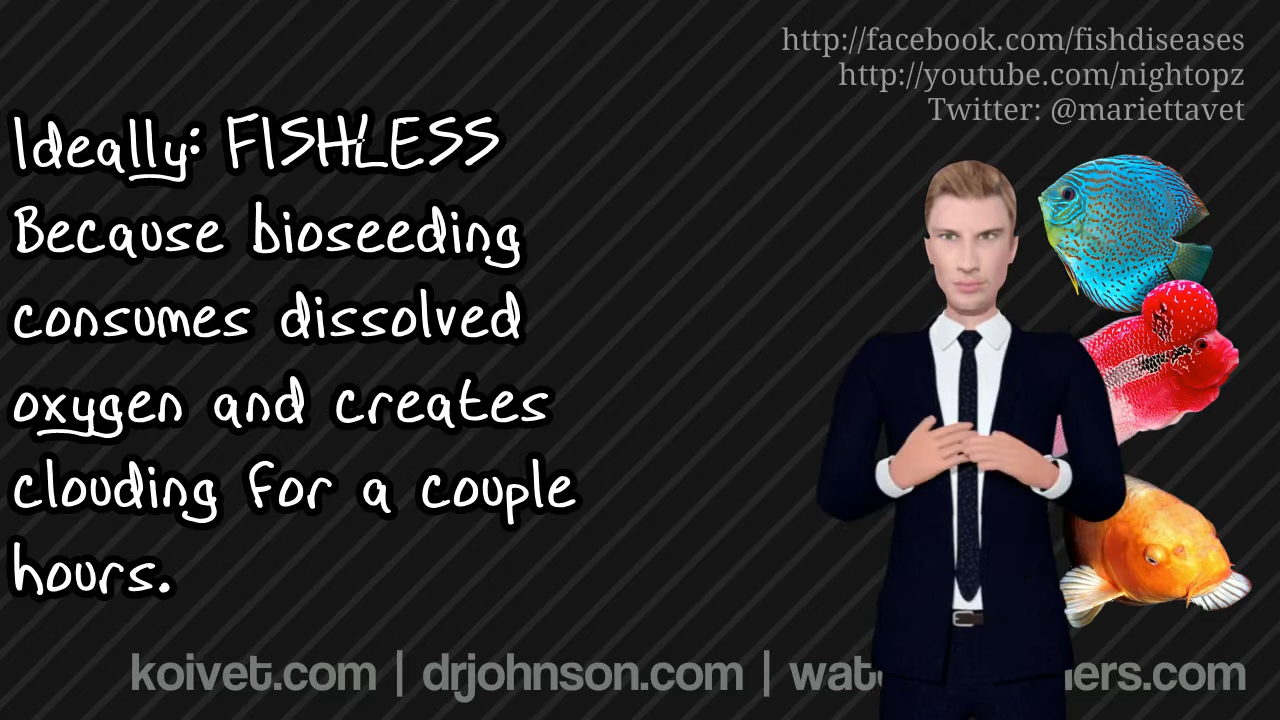 http://facebook.com/fishdiseases
http://youtube.com/nightopz
Twitter: @mariettavet
Ideally: FISHLESS
Because bioseeding
consumes dissolved
oxygen and creates
clouding for a couple
hours.
koivet.com | drjohnson.com |